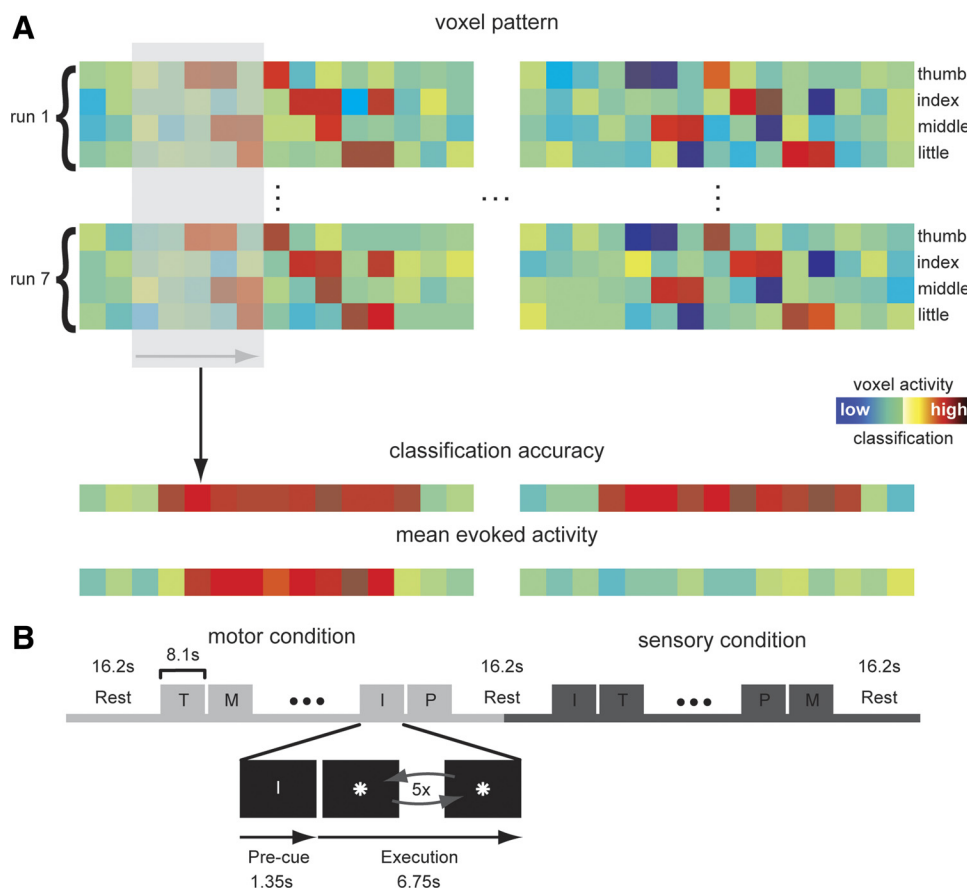 A
voxel pattern
run 1
thumb
index
middle
little
run 7
thumb
index
middle
little
voxel activity
low high
classification
classification accuracy
mean evoked activity
B
motor condition
sensory condition
16.2s
Rest
8.1s
T M I P
16.2s
Rest
I T P M
16.2s
Rest
I
5x
Pre-cue
1.35s
Execution
6.75s